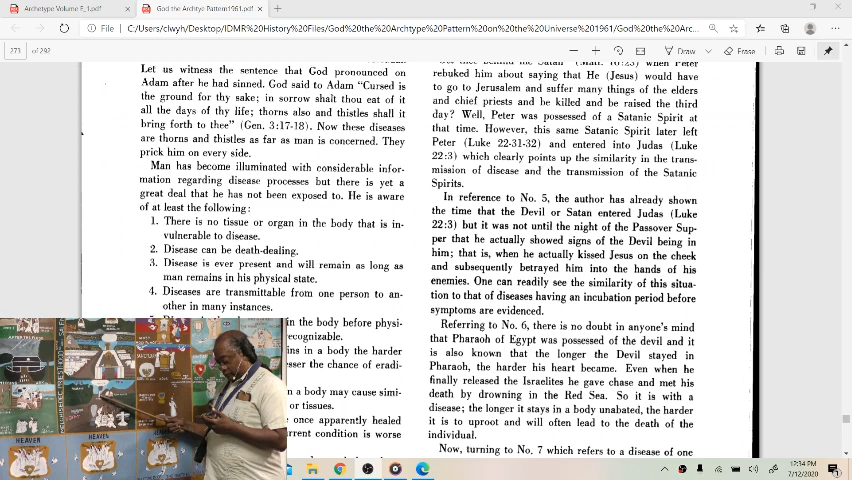 Archetype Volume E_1.pdf
God the Archtye Pattern1961.pdf
File
C:/Users/clwyh/Desktop/IDMR%20History%20Files/God%20the%20Archtype%20Pattern%20on%20the%20Universe%201961/God%20the%20Arc...
273 of 292
Draw
Erase
Let us witness the sentence that God pronounced on
Adam after he had sinned. God said to Adam "Cursed is
the ground for thy sake; in sorrow shalt thou eat of it
all the days of thy life; thorns also and thistles shall it
bring forth to thee" (Gen. 3:17-18). Now these diseases
are thorns and thistles as far as man is concerned. They
prick him on every side.
Man has become illuminated with considerable infor-
mation regarding disease processes but there is yet a
great deal that he has not been exposed to. He is aware
of at least the following:
1. There is no tissue or organ in the body that is in-
vulnerable to disease.
2. Disease can be death-dealing.
3. Disease is ever present and will remain as long as
man remains in his physical state.
4. Diseases are transmittable from one person to an-
other in many instances.
in the body before physi-
recognizable.
ins in a body the harder
esser the chance of eradi-
n a body may cause simi-
or tissues.
once apparently healed
urrent condition is worse
(Matt. 16:23) when Peter
rebuked him about saying that He (Jesus) would have
to go to Jerusalem and suffer many things of the elders
and chief priests and be killed and be raised the third
day? Well, Peter was possessed of a Satanic Spirit at
that time. However, this same Satanic Spirit later left
Peter (Luke 22-31-32) and entered into Judas (Luke
22:3) which clearly points up the similarity in the trans-
mission of disease and the transmission of the Satanic
Spirits.
In reference to No. 5, the author has already shown
the time that the Devil or Satan entered Judas (Luke
22:3) but it was not until the night of the Passover Sup-
per that he actually showed signs of the Devil being in
him; that is, when he actually kissed Jesus on the cheek
and subsequently betrayed him into the hands of his
enemies. One can readily see the similarity of this situa-
tion to that of diseases having an incubation period before
symptoms are evidenced.
Referring to No. 6, there is no doubt in anyone's mind
that Pharaoh of Egypt was possessed of the devil and it
is also known that the longer the Devil stayed in
Pharaoh, the harder his heart became. Even when he
finally released the Israelites he gave chase and met his
death by drowning in the Red Sea. So it is with a
disease; the longer it stays in a body unabated, the harder
it is to uproot and will often lead to the death of the
individual.
Now, turning to No. 7 which refers to a disease of one
HEAVEN
HEAVEN
12:34 PM
7/12/2020